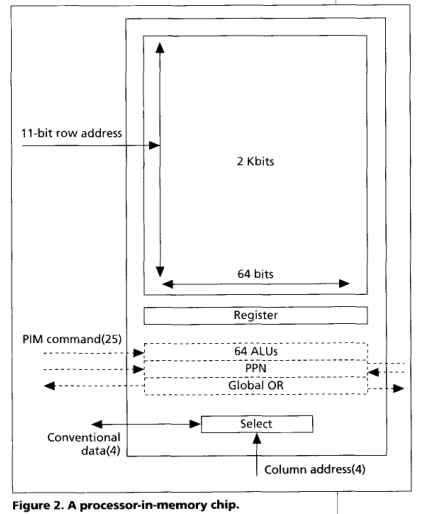 11-bit row address
2 Kbits
64 bits
Register
PIM command(25)
64 ALUs
PPN
Global OR
Select
Conventional
data(4)
Column address(4)
Figure 2. A processor-in-memory chip.